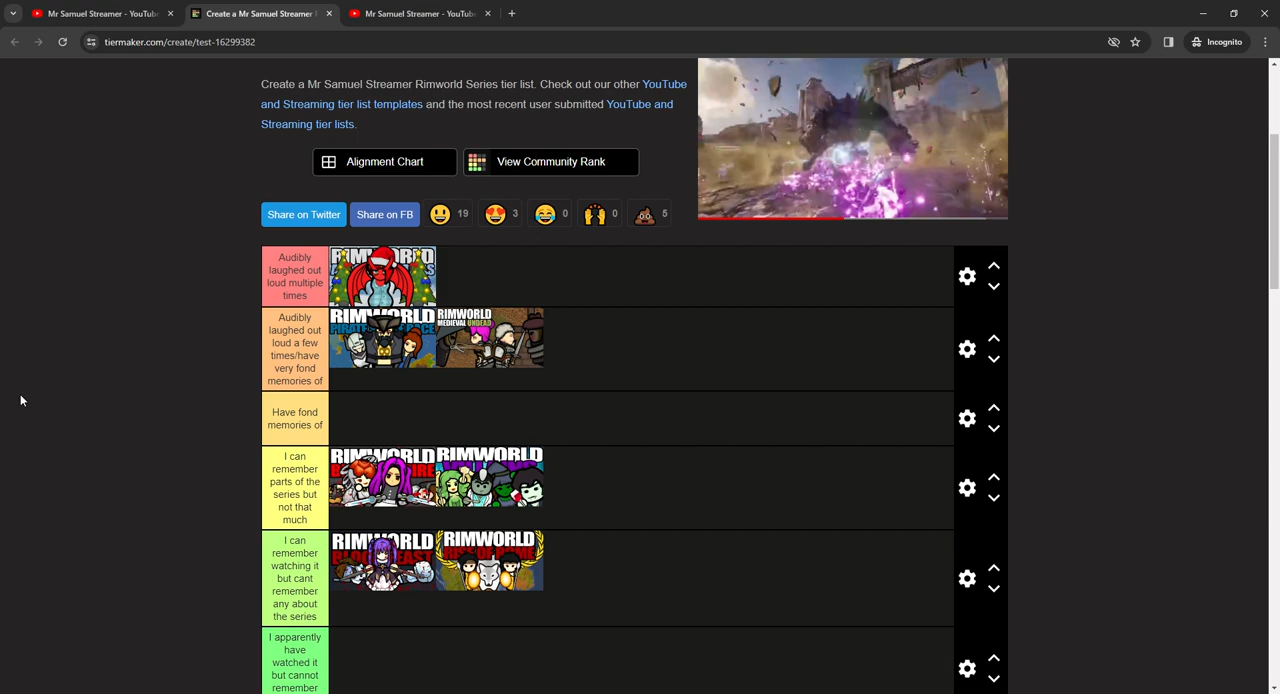 Mr Samuel Streamer - YouTub
Create a Mr Samuel Streamer
Mr Samuel Streamer - YouTub
tiermaker.com/create/test-16299382
Incognito
Create a Mr Samuel Streamer Rimworld Series tier list. Check out our other YouTube
and Streaming tier list templates and the most recent user submitted YouTube and
Streaming tier lists.
Alignment Chart
View Community Rank
Share on Twitter
Share on FB
19
3
0
0
5
Audibly
laughed out
loud multiple
times
RIMWORLD
Audibly
laughed out
loud a few
times/have
very fond
memories of
RIMWORLD
RIMWORLD
MEDIEVAL UNDEAD
Have fond
memories of
I can
remember
parts of the
series but
not that
much
RIMWORLD
RIMWORLD
I can
remember
watching it
but cant
remember
any about
the series
RIMWORLD
RIMWORLD
RISE OF ROME
I apparently
have
watched it
but cannot
remember